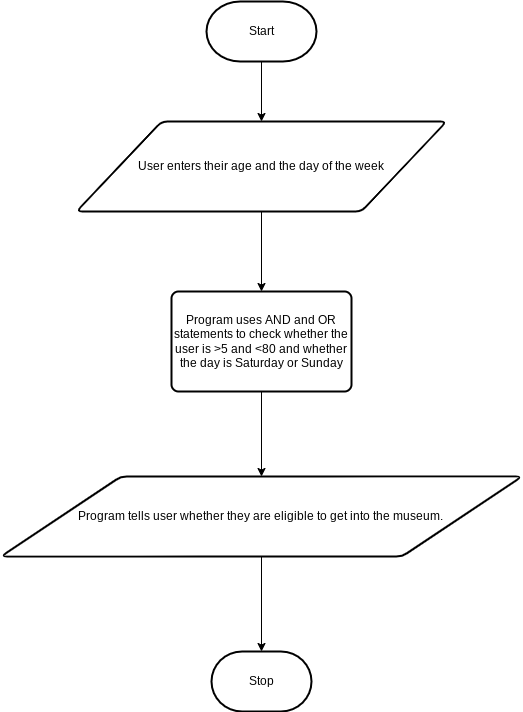 Start
User enters their age and the day of the week
Program uses AND and OR
statements to check whether the
user is >5 and <80 and whether
the day is Saturday or Sunday
Program tells user whether they are eligible to get into the museum.
Stop